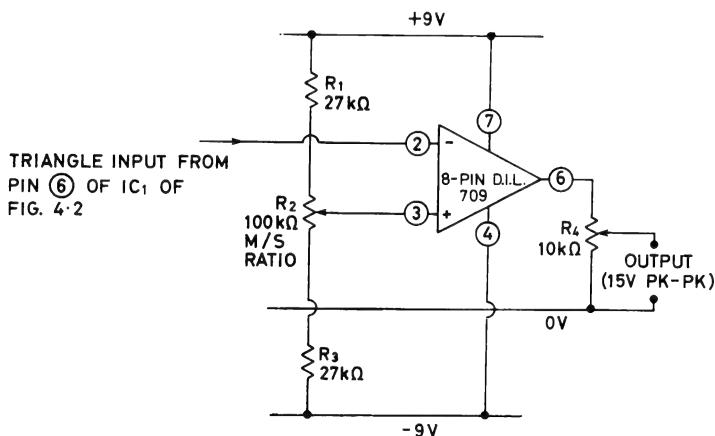 +9V
R1
27kΩ
7
2
-
TRIANGLE INPUT FROM
PIN 6 OF IC1 OF
FIG. 4·2
8-PIN D.I.L.
709
6
R2
100kΩ
M/S
RATIO
3
+
4
R4
10kΩ
OUTPUT
(15V PK-PK)
0V
R3
27kΩ
-9V